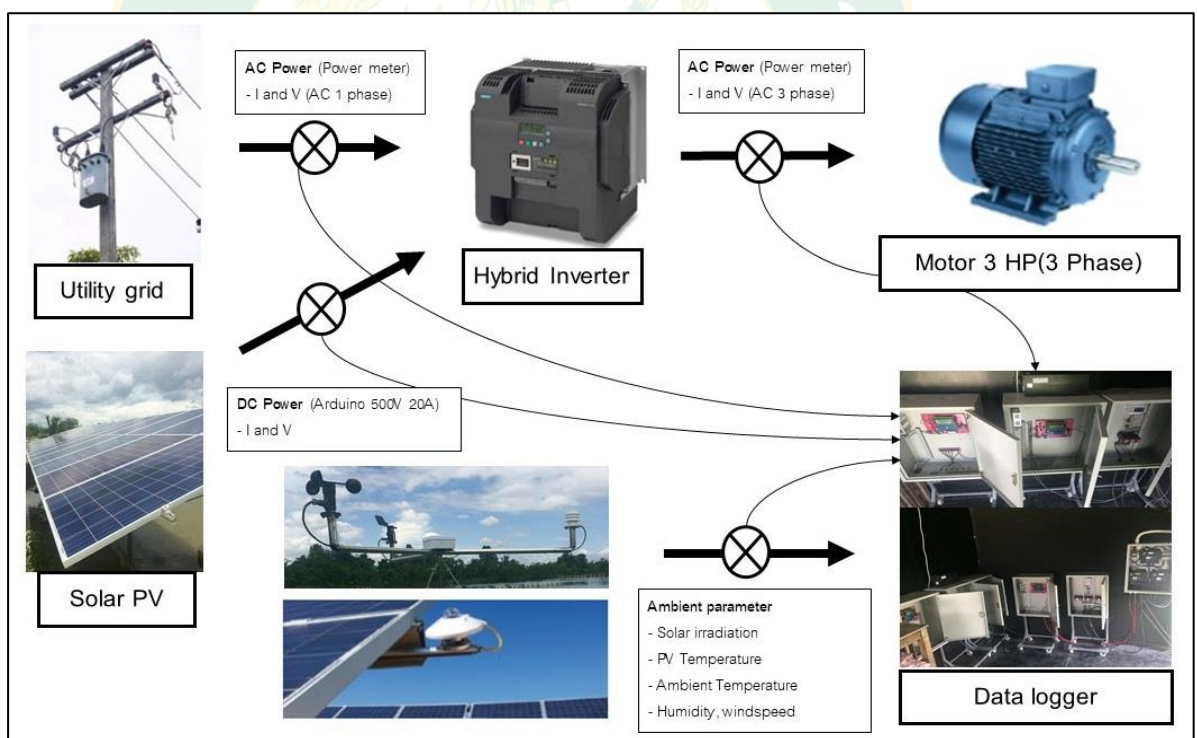 AC Power (Power meter)
- I and V (AC 1 phase)
AC Power (Power meter)
- I and V (AC 3 phase)
Utility grid
Hybrid Inverter
Motor 3 HP(3 Phase)
DC Power (Arduino 500V 20A)
- I and V
Solar PV
Ambient parameter
- Solar irradiation
- PV Temperature
- Ambient Temperature
- Humidity, windspeed
Data logger